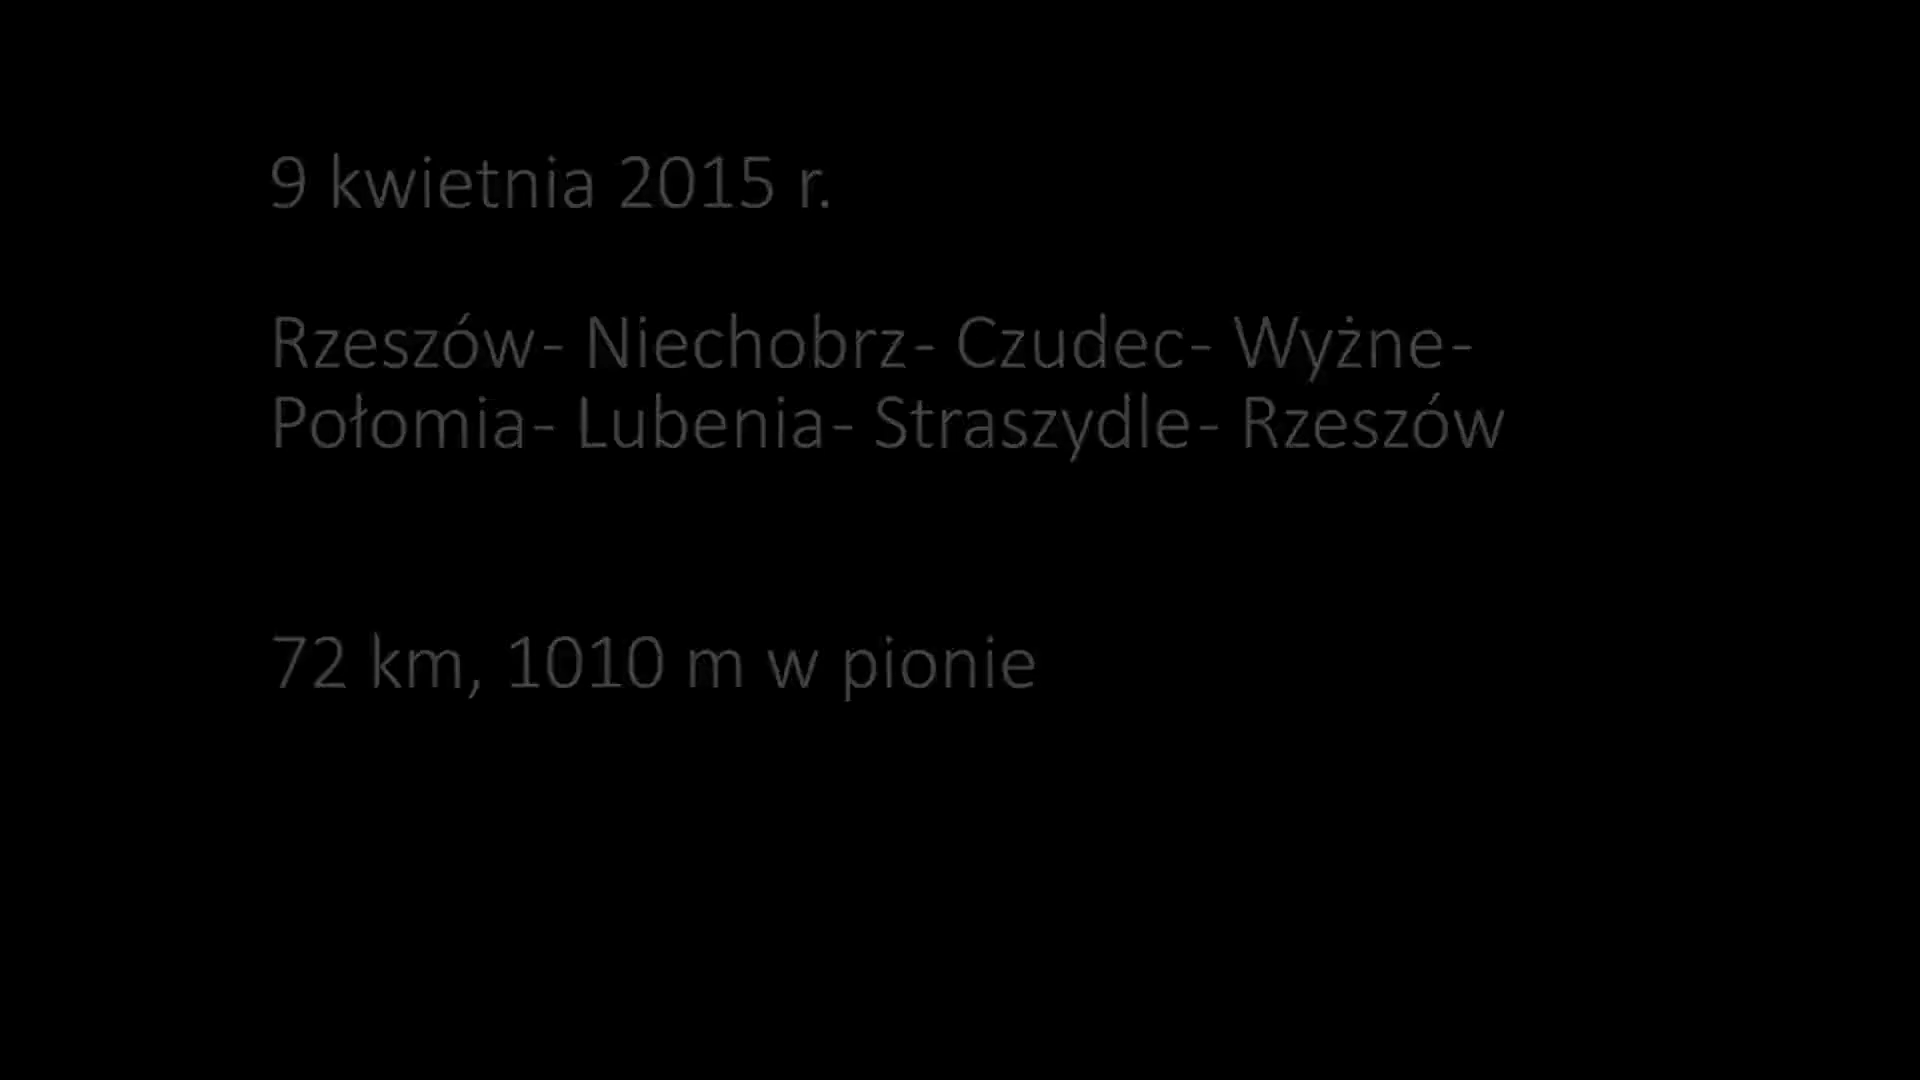 9 kwietnia 2015 r.
Rzeszów- Niechobrz- Czudec- Wyżne-
Połomia- Lubenia- Straszydle- Rzeszów
72 km, 1010 m w pionie